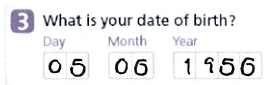 3 What is your date of birth?
Day Month Year
05 06 1956